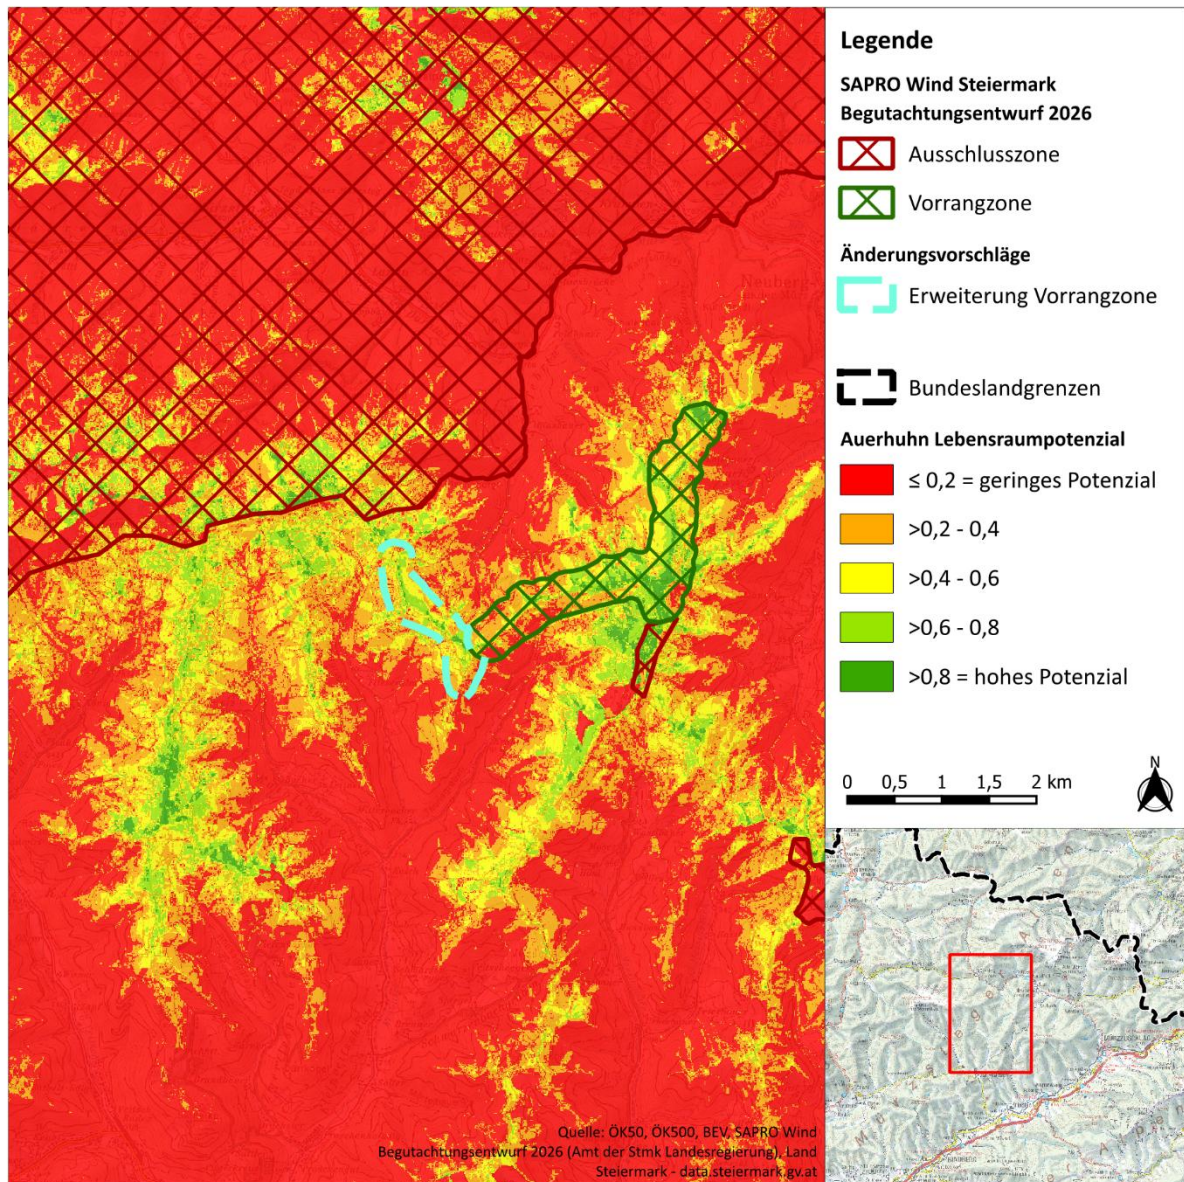 Legende
SAPRO Wind Steiermark
Begutachtungsentwurf 2026
Ausschlusszone
Vorrangzone
Änderungsvorschläge
Erweiterung Vorrangzone
Bundeslandgrenzen
Auerhuhn Lebensraumpotenzial
≤ 0,2 = geringes Potenzial
>0,2 - 0,4
>0,4 - 0,6
>0,6 - 0,8
>0,8 = hohes Potenzial
0 0,5 1 1,5 2 km
N
Quelle: ÖK50, ÖK500, BEV, SAPRO Wind
Begutachtungsentwurf 2026 (Amt der Stmk Landesregierung), Land
Steiermark - data.steiermark.gv.at